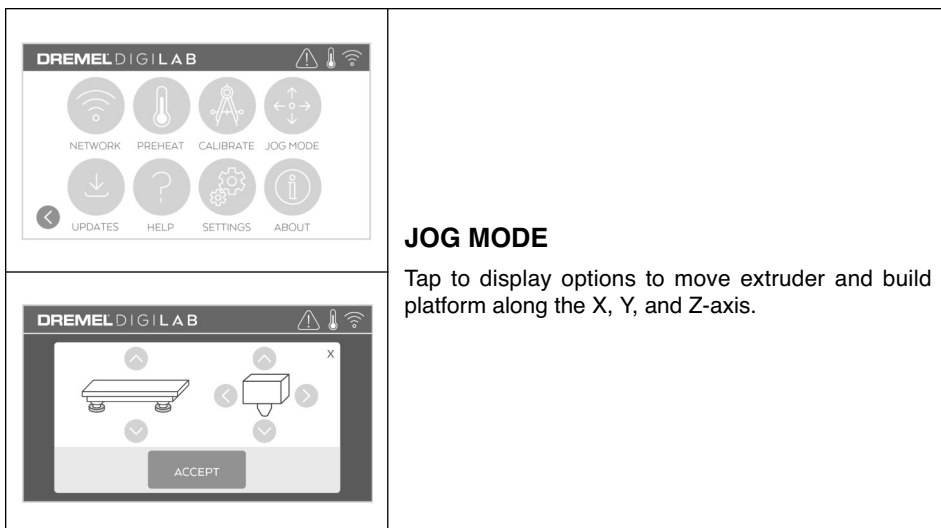 DREMEL DIGILAB
NETWORK PREHEAT CALIBRATE JOG MODE
UPDATES HELP SETTINGS ABOUT
DREMEL DIGILAB
X
ACCEPT
JOG MODE
Tap to display options to move extruder and build
platform along the X, Y, and Z-axis.